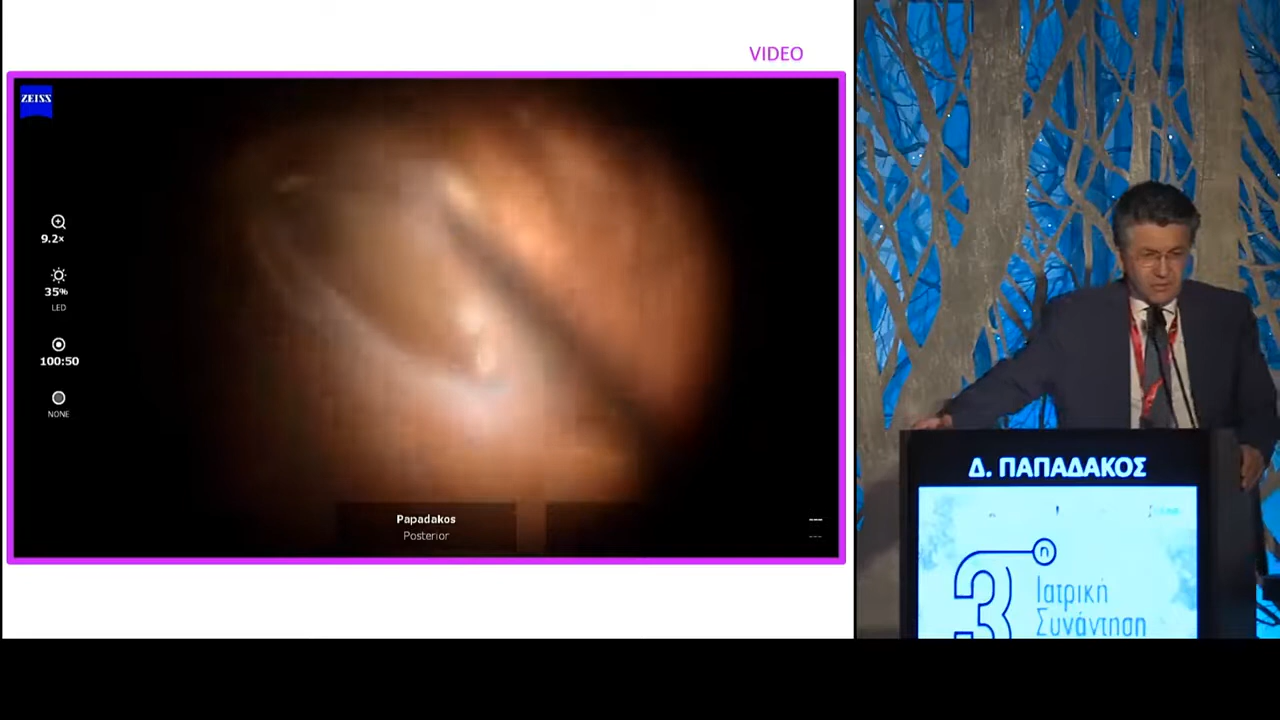 VIDEO
ZEISS
9.2×
35%
LED
100:50
NONE
Papadakos
Posterior
---
---
Δ. ΠΑΠΑΔΑΚΟΣ
3η
Ιατρική
Συνάντηση